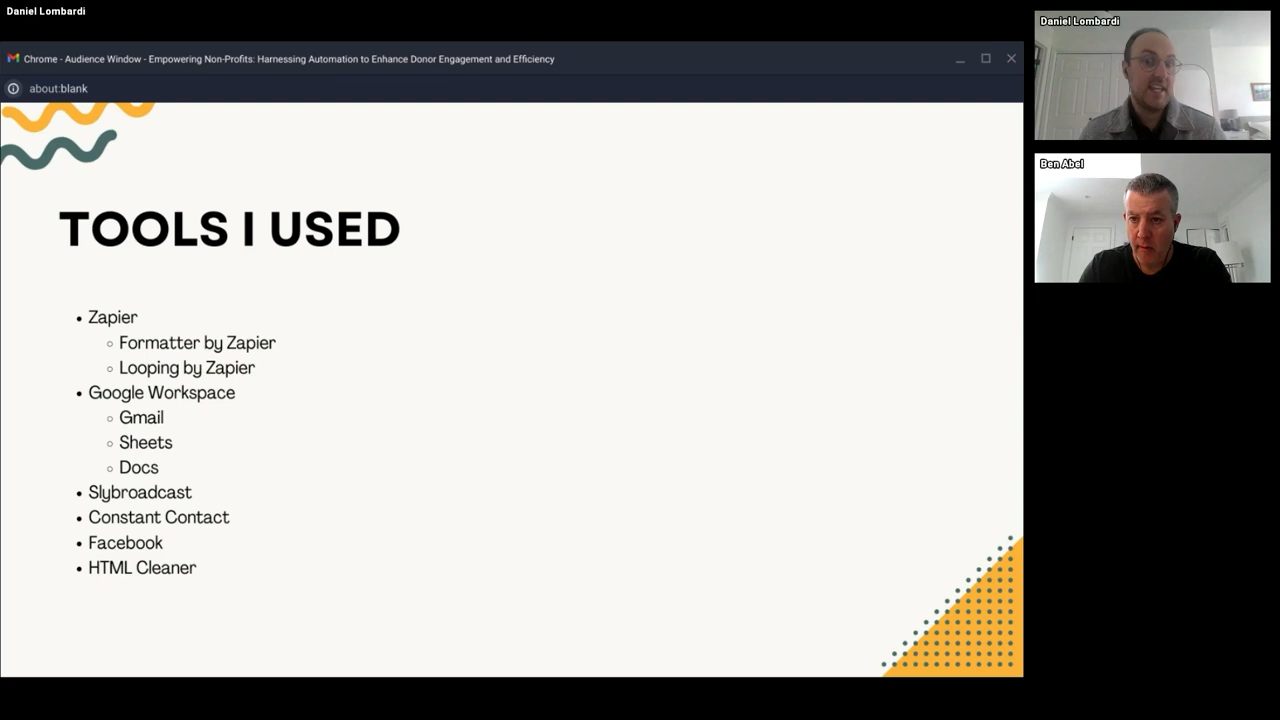 Daniel Lombardi
Chrome - Audience Window - Empowering Non-Profits: Harnessing Automation to Enhance Donor Engagement and Efficiency
about:blank
TOOLS I USED
• Zapier
◦ Formatter by Zapier
◦ Looping by Zapier
• Google Workspace
◦ Gmail
◦ Sheets
◦ Docs
• Slybroadcast
• Constant Contact
• Facebook
• HTML Cleaner
Daniel Lombardi
Ben Abel